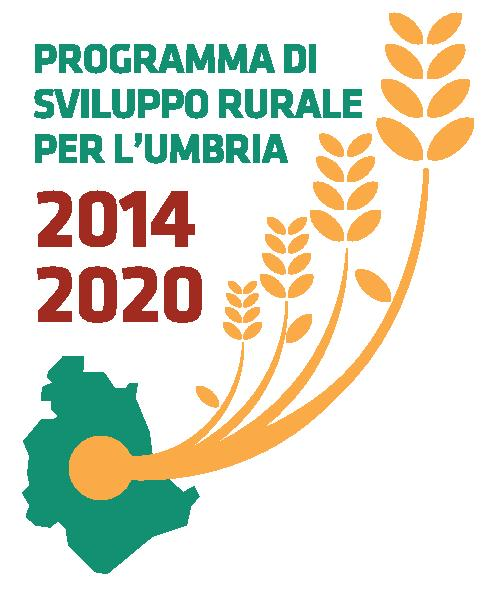 PROGRAMMA DI
SVILUPPO RURALE
PER L'UMBRIA
2014
2020